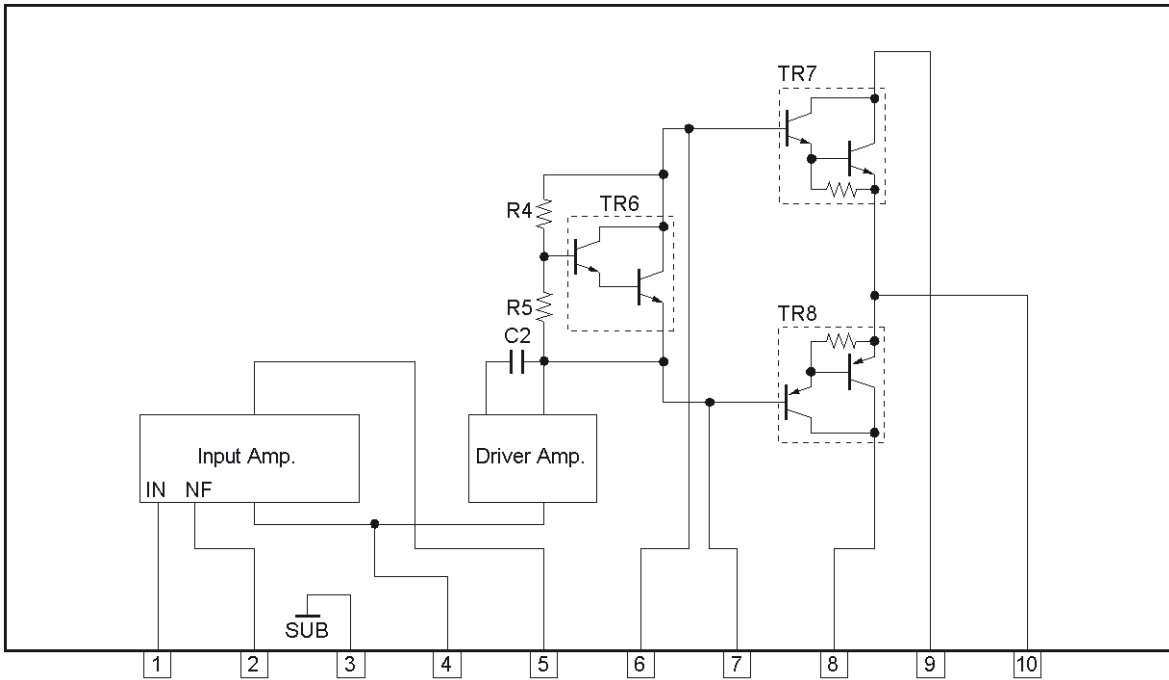 TR7
R4
TR6
R5
TR8
C2
Input Amp.
Driver Amp.
IN NF
SUB
1 2 3 4 5 6 7 8 9 10